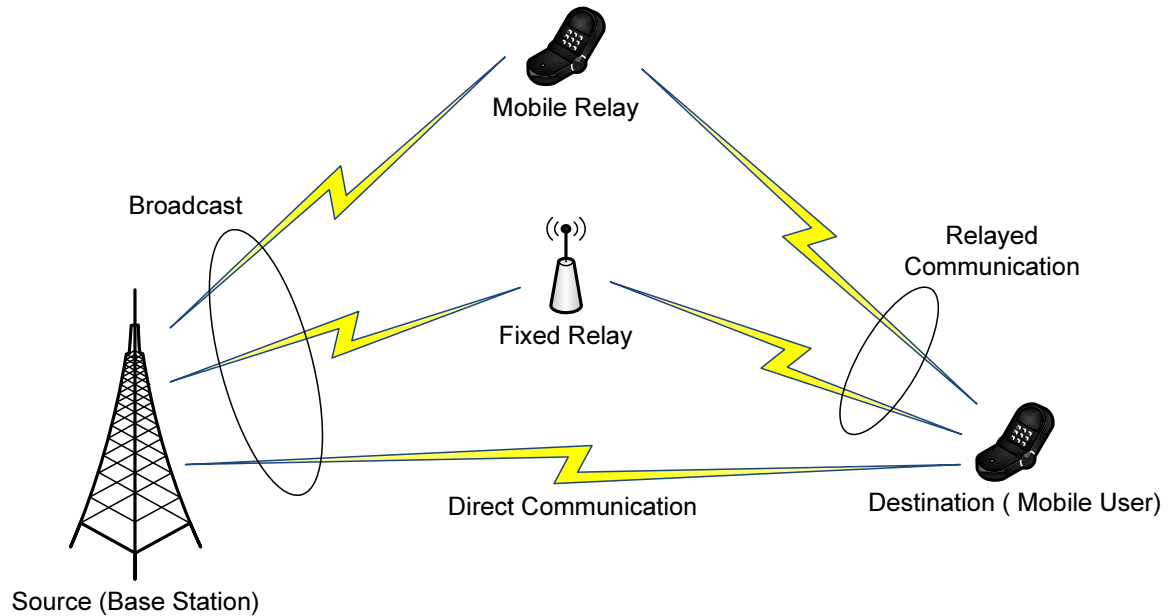 Mobile Relay
Broadcast
Relayed
Communication
Fixed Relay
Direct Communication
Destination ( Mobile User)
Source (Base Station)